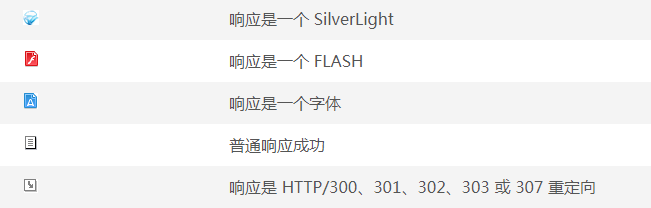 响应是一个 SilverLight
响应是一个 FLASH
响应是一个字体
普通响应成功
响应是 HTTP/300、301、302、303 或 307 重定向